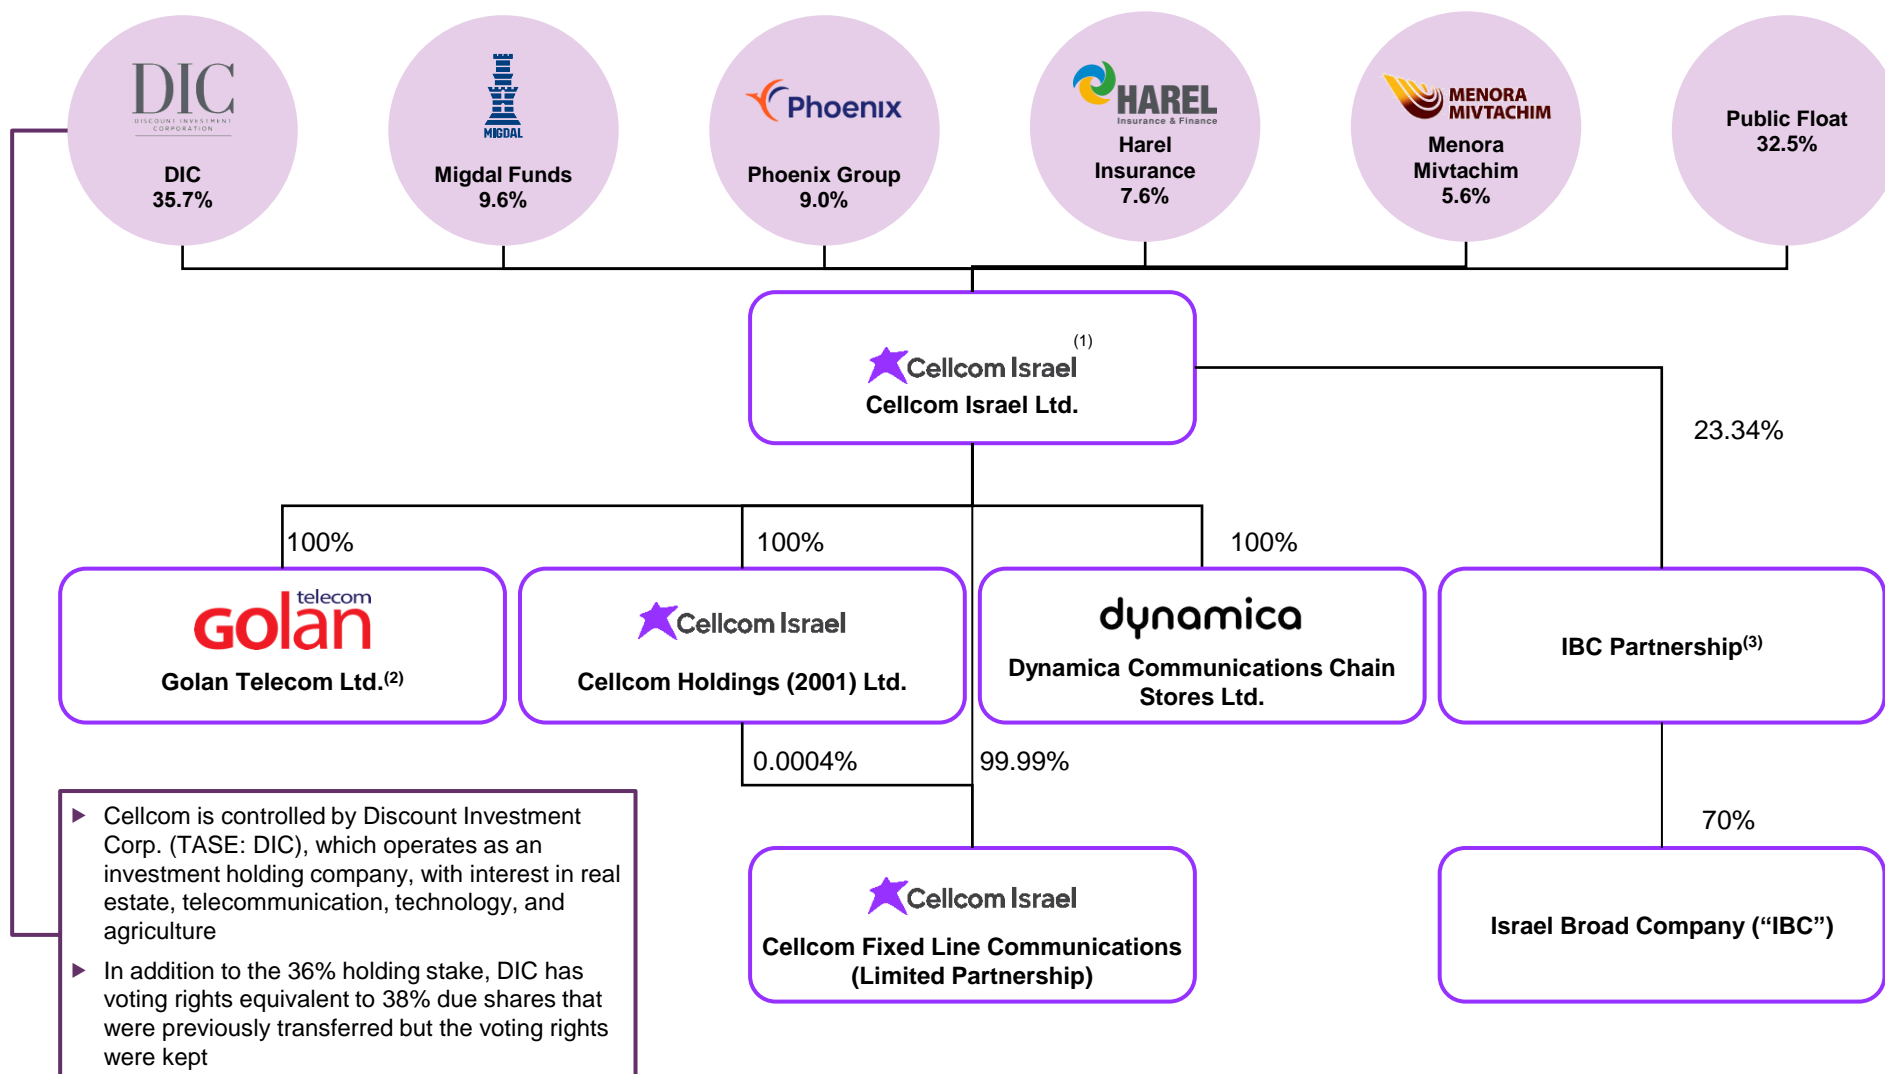 DIC
DISCOUNT INVESTMENT
CORPORATION
DIC
35.7%
MIGDAL
Migdal Funds
9.6%
Phoenix
Phoenix Group
9.0%
HAREL
Insurance & Finance
Harel
Insurance
7.6%
MENORA
MIVTACHIM
Menora
Mivtachim
5.6%
Public Float
32.5%
(1)
Cellcom Israel
Cellcom Israel Ltd.
23.34%
100%
100%
100%
telecom
Golan
Golan Telecom Ltd.(2)
Cellcom Israel
Cellcom Holdings (2001) Ltd.
dynamica
Dynamica Communications Chain
Stores Ltd.
IBC Partnership(3)
0.0004%
99.99%
70%
► Cellcom is controlled by Discount Investment
Corp. (TASE: DIC), which operates as an
investment holding company, with interest in real
estate, telecommunication, technology, and
agriculture
► In addition to the 36% holding stake, DIC has
voting rights equivalent to 38% due shares that
were previously transferred but the voting rights
were kept
Cellcom Israel
Cellcom Fixed Line Communications
(Limited Partnership)
Israel Broad Company (“IBC”)